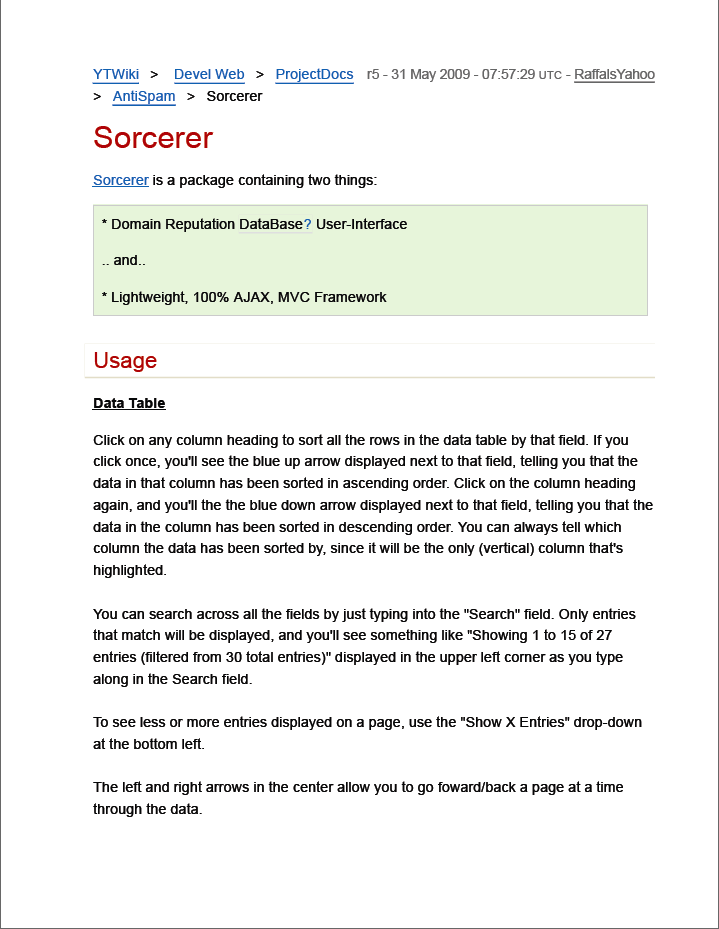 YTWiki > Devel Web > ProjectDocs r5 - 31 May 2009 - 07:57:29 UTC - RaffalsYahoo
> AntiSpam > Sorcerer
Sorcerer
Sorcerer is a package containing two things:
* Domain Reputation DataBase? User-Interface
.. and..
* Lightweight, 100% AJAX, MVC Framework
Usage
Data Table
Click on any column heading to sort all the rows in the data table by that field. If you
click once, you'll see the blue up arrow displayed next to that field, telling you that the
data in that column has been sorted in ascending order. Click on the column heading
again, and you'll the the blue down arrow displayed next to that field, telling you that the
data in the column has been sorted in descending order. You can always tell which
column the data has been sorted by, since it will be the only (vertical) column that's
highlighted.
You can search across all the fields by just typing into the "Search" field. Only entries
that match will be displayed, and you'll see something like "Showing 1 to 15 of 27
entries (filtered from 30 total entries)" displayed in the upper left corner as you type
along in the Search field.
To see less or more entries displayed on a page, use the "Show X Entries" drop-down
at the bottom left.
The left and right arrows in the center allow you to go foward/back a page at a time
through the data.